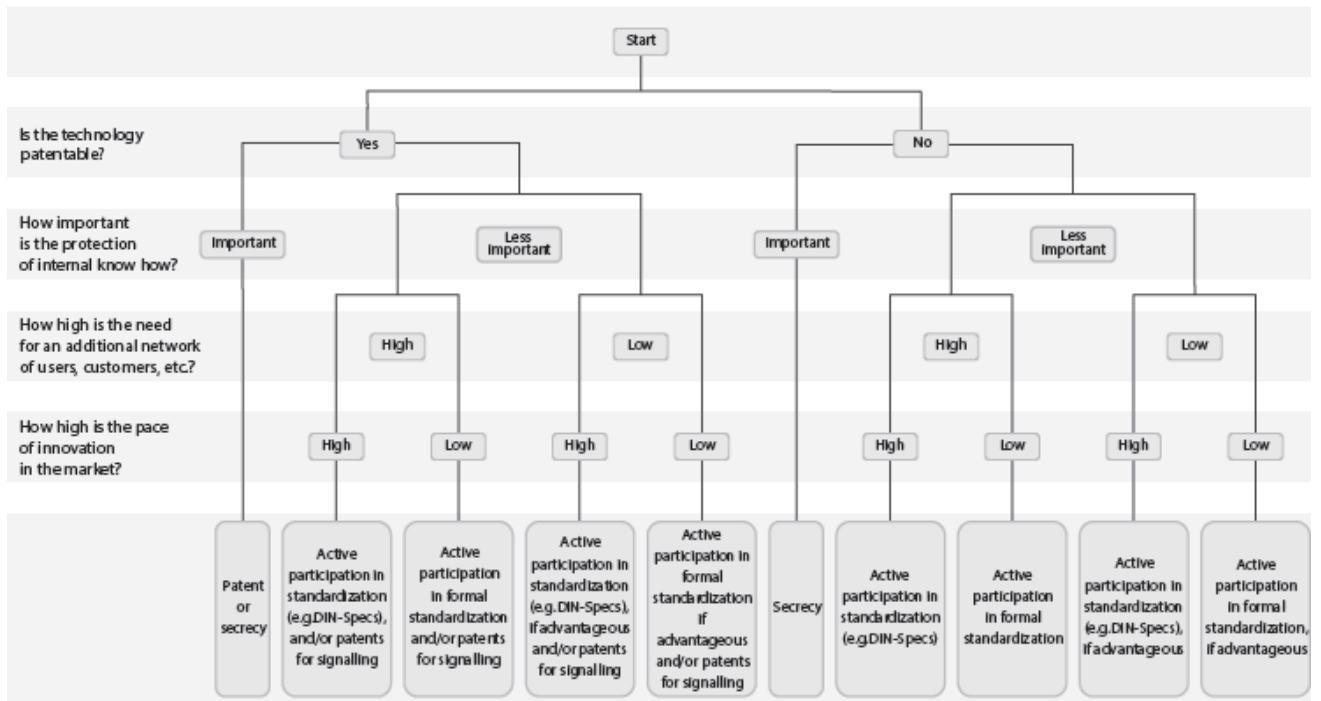 Start
Is the technology
patentable?
Yes
No
How important
is the protection
of internal know how?
Important
Less
important
Important
Less
important
How high is the need
for an additional network
of users, customers, etc.?
High
Low
High
Low
How high is the pace
of innovation
in the market?
High
Low
High
Low
High
Low
High
Low
Patent
or
secrecy
Active
participation in
standardization
(e.g.DIN-Specs),
and/or patents
for signalling
Active
participation
in formal
standardization
and/or patents
for signalling
Active
participation in
standardization
(e.g.DIN-Specs),
if advantageous
and/or patents
for signalling
Active
participation in
formal
standardization
if
advantageous
and/or patents
for signalling
Secrecy
Active
participation in
standardization
(e.g.DIN-Specs)
Active
participation
in formal
standardization
Active
participation in
standardization
(e.g.DIN-Specs),
if advantageous
Active
participation
in formal
standardization,
if advantageous